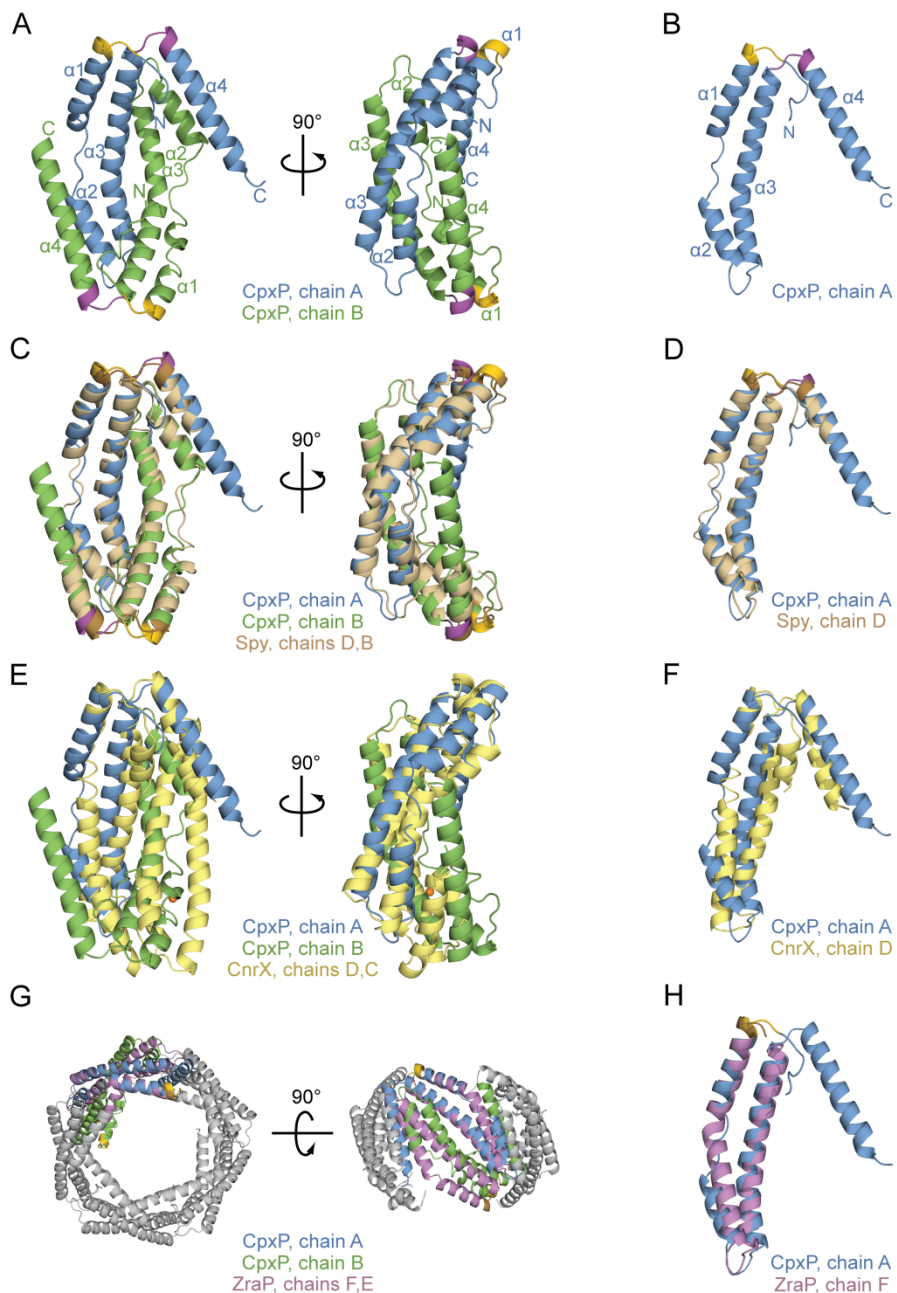 A
B
α1
α4
α1
C
N
α3
α2
α3
α2
N
α4
α1
C
90°
α2
α3
N
C
α4
C
α3
N
α4
α2
α1
CpxP, chain A
CpxP, chain B
α1
α4
N
α3
α2
C
CpxP, chain A
C
D
90°
CpxP, chain A
CpxP, chain B
Spy, chains D,B
CpxP, chain A
Spy, chain D
E
F
90°
CpxP, chain A
CpxP, chain B
CnrX, chains D,C
CpxP, chain A
CnrX, chain D
G
H
90°
CpxP, chain A
CpxP, chain B
ZraP, chains F,E
CpxP, chain A
ZraP, chain F